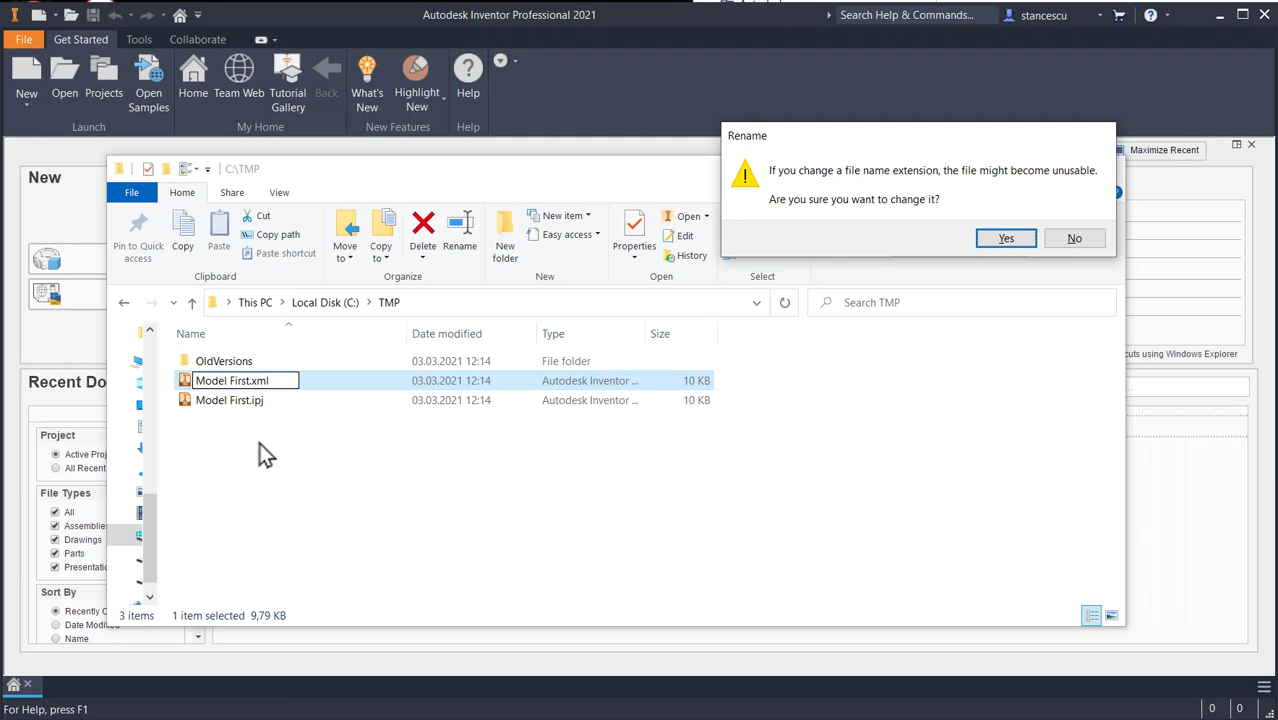 Autodesk Inventor Professional 2021
Search Help & Commands...
stancescu
File
Get Started
Tools
Collaborate
New
Open
Projects
Open Samples
Home
Team Web
Tutorial Gallery
Back
What's New
Highlight New
Help
Launch
My Home
New Features
Help
Maximize Recent
New
C:\TMP
Rename
If you change a file name extension, the file might become unusable.
Are you sure you want to change it?
Yes
No
File
Home
Share
View
Pin to Quick access
Copy
Paste
Cut
Copy path
Paste shortcut
Move to
Copy to
Delete
Rename
New folder
New item
Easy access
Properties
Open
Edit
History
Clipboard
Organize
New
Open
Select
This PC
Local Disk (C:)
TMP
Search TMP
Name
Date modified
Type
Size
OldVersions
03.03.2021 12:14
File folder
Model First.xml
03.03.2021 12:14
Autodesk Inventor ...
10 KB
Model First.ipj
03.03.2021 12:14
Autodesk Inventor ...
10 KB
cuts using Windows Explorer
Recent Do
Project
Active Proj
All Recent
File Types
All
Assemblies
Drawings
Parts
Presentatio
Sort By
Recently O
Date Modifi
Name
3 items
1 item selected 9,79 KB
For Help, press F1
0
0